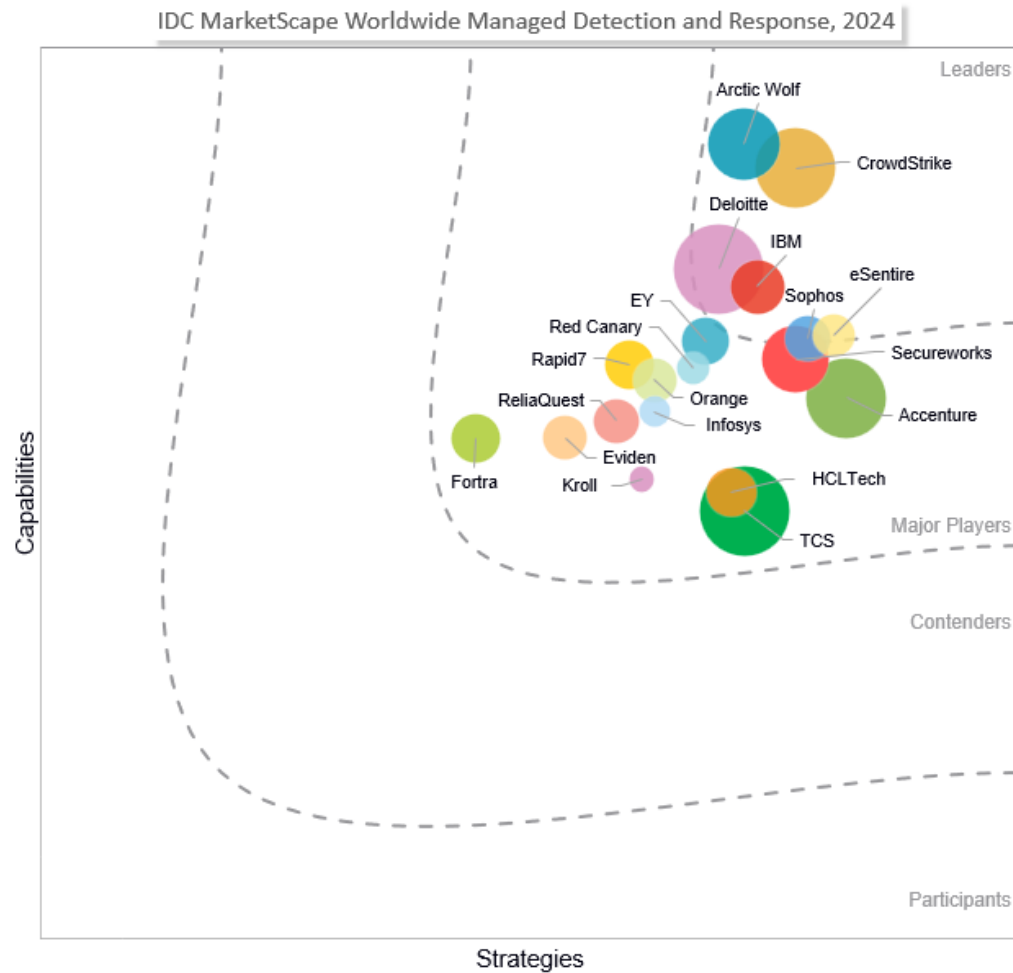 IDC MarketScape Worldwide Managed Detection and Response, 2024
Leaders
Arctic Wolf
CrowdStrike
Deloitte
IBM
eSentire
Sophos
EY
Red Canary
Secureworks
Rapid7
Orange
ReliaQuest
Accenture
Infosys
Eviden
Fortra
Kroll
HCLTech
Major Players
TCS
Contenders
Participants
Capabilities
Strategies